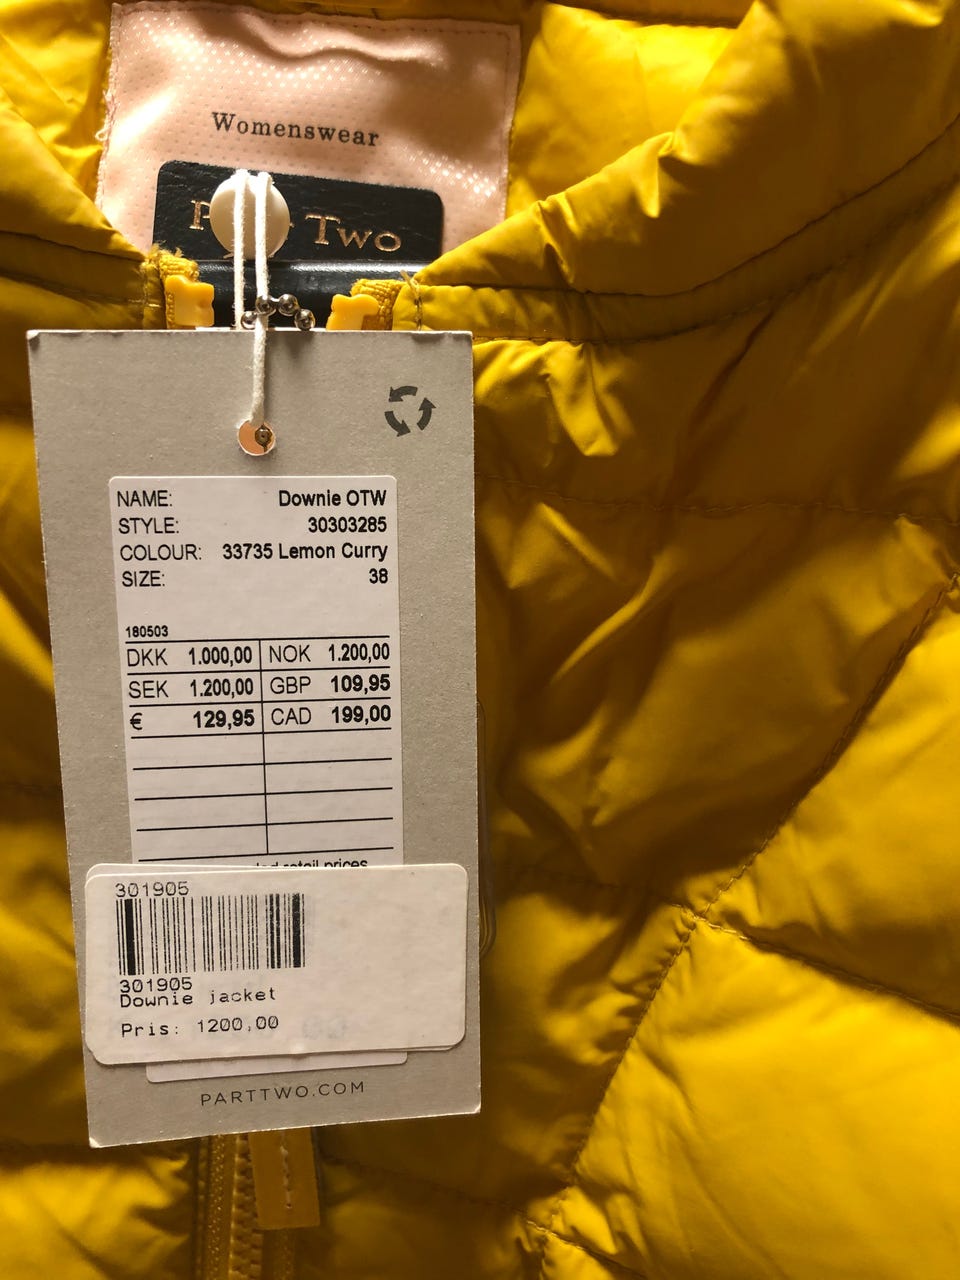 Womenswear
Two
NAME: Downie OTW
STYLE: 30303285
COLOUR: 33735 Lemon Curry
SIZE: 38
180503
DKK 1.000,00 NOK 1.200,00
SEK 1.200,00 GBP 109,95
€ 129,95 CAD 199,00
retail prices
301905
301905
Downie jacket
Pris: 1200,00
PARTTWO.COM